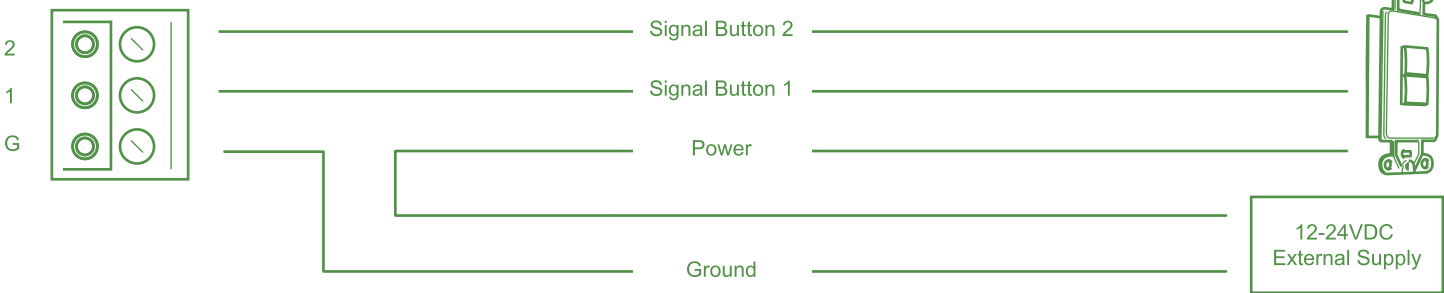 2
Signal Button 2
1
Signal Button 1
G
Power
12-24VDC
External Supply
Ground